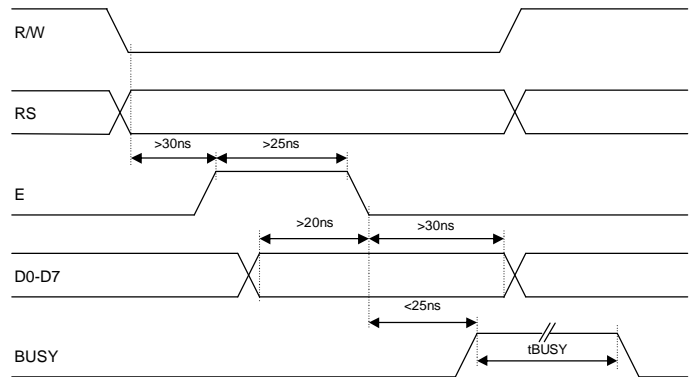 R/W
RS
>30ns >25ns
E
>20ns >30ns
D0-D7
<25ns
tBUSY
BUSY